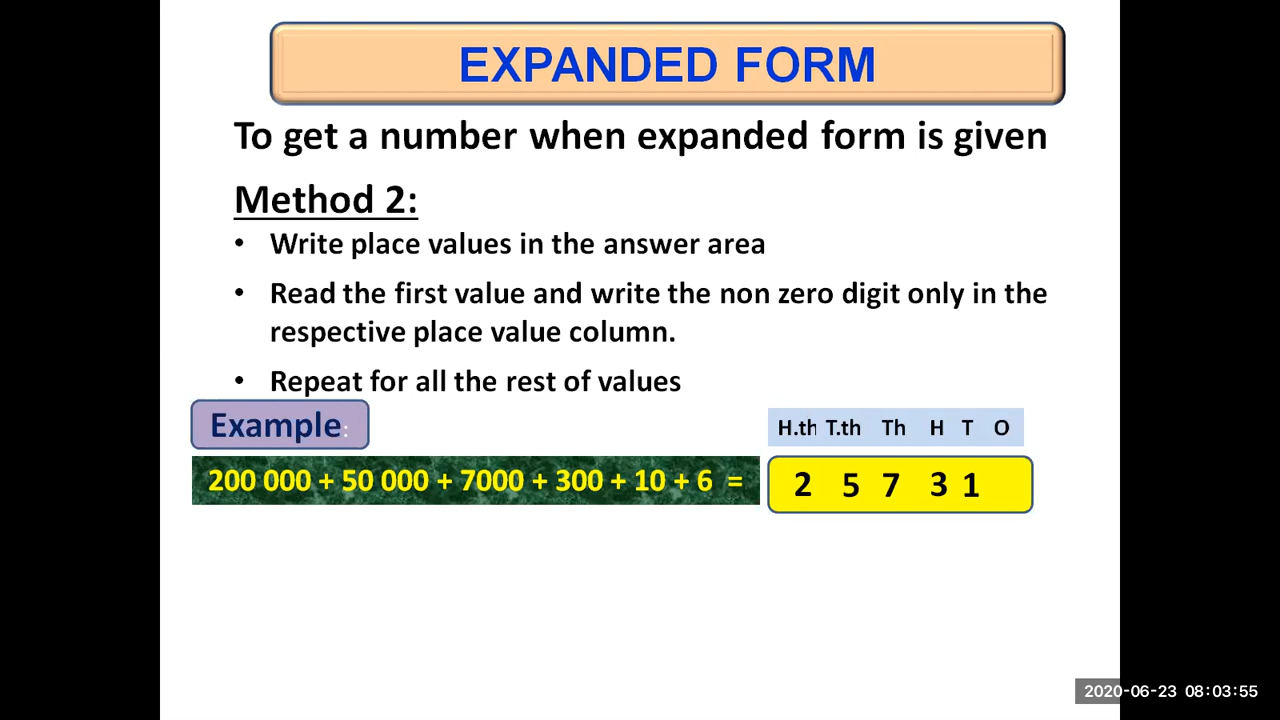 EXPANDED FORM
To get a number when expanded form is given
Method 2:
• Write place values in the answer area
• Read the first value and write the non zero digit only in the
respective place value column.
• Repeat for all the rest of values
Example:
H.th T.th Th H T O
200 000 + 50 000 + 7000 + 300 + 10 + 6 = 2 5 7 3 1
2020-06-23 08:03:55